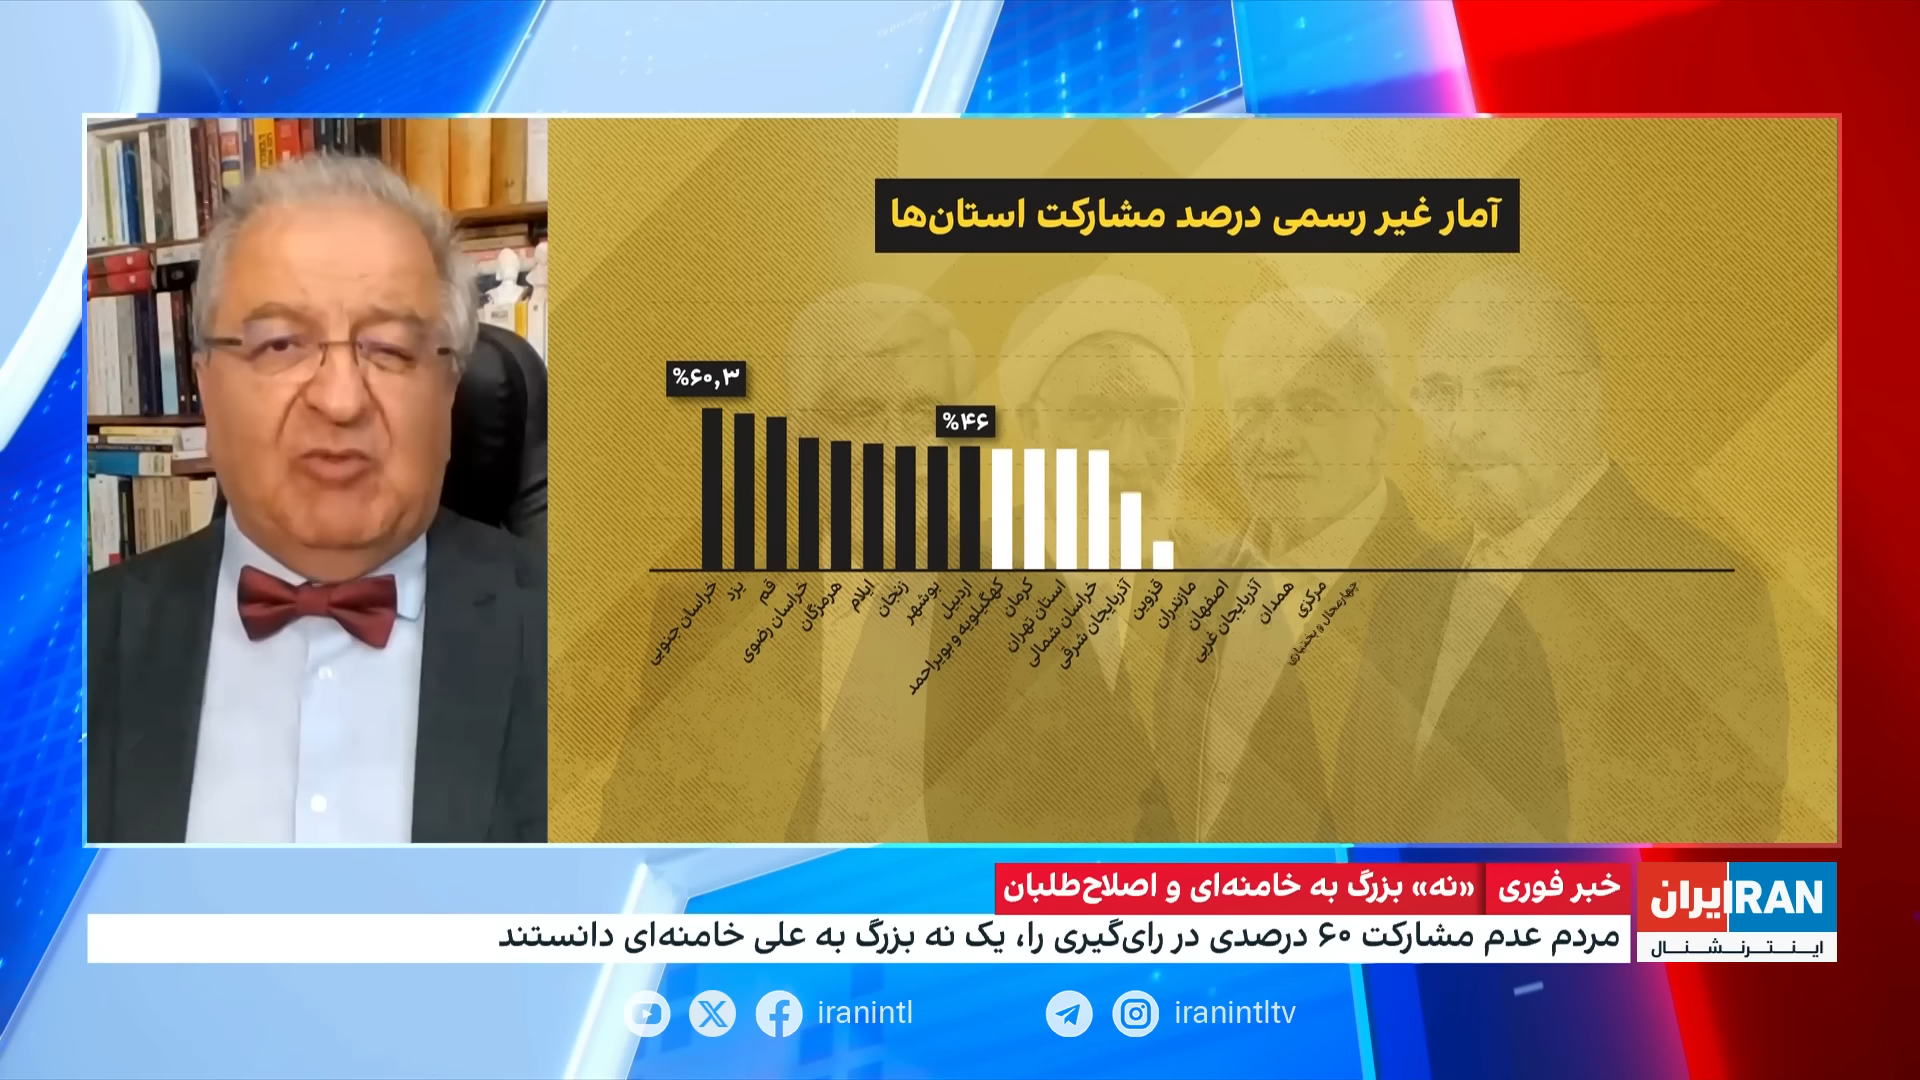 آمار غیر رسمی درصد مشارکت استان‌ها
%۶۰,۳
%۴۶
خراسان جنوبی
یزد
قم
خراسان رضوی
هرمزگان
ایلام
زنجان
بوشهر
اردبیل
کهگیلویه و بویراحمد
کرمان
استان تهران
خراسان شمالی
آذربایجان شرقی
قزوین
مازندران
اصفهان
آذربایجان غربی
همدان
مرکزی
چهارمحال و بختیاری
خبر فوری
«نه» بزرگ به خامنه‌ای و اصلاح‌طلبان
مردم عدم مشارکت ۶۰ درصدی در رای‌گیری را، یک نه بزرگ به علی خامنه‌ای دانستند
ایران IRAN
اینترنشنال
iranintl
iranintltv